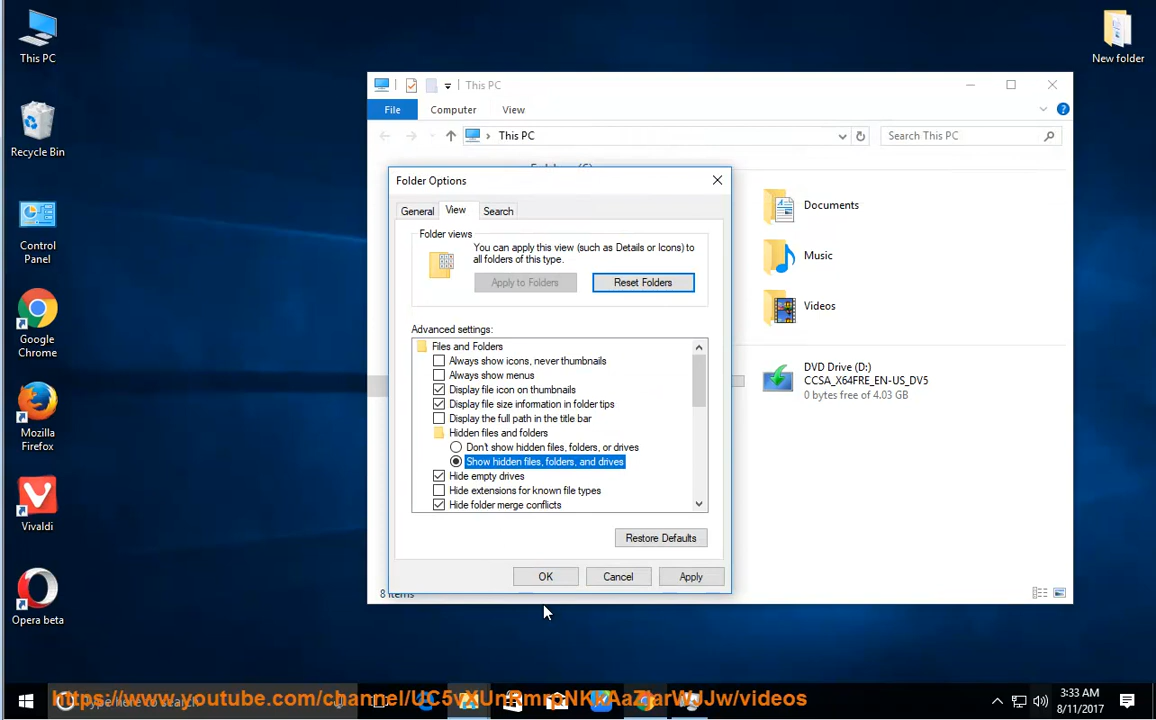 This PC
Recycle Bin
Control
Panel
Google
Chrome
Mozilla
Firefox
Vivaldi
Opera beta
New folder
This PC
File
Computer
View
This PC
Search This PC
Folder Options
General
View
Search
Folder views
You can apply this view (such as Details or Icons) to
all folders of this type.
Apply to Folders
Reset Folders
Advanced settings:
Files and Folders
Always show icons, never thumbnails
Always show menus
Display file icon on thumbnails
Display file size information in folder tips
Display the full path in the title bar
Hidden files and folders
Don't show hidden files, folders, or drives
Show hidden files, folders, and drives
Hide empty drives
Hide extensions for known file types
Hide folder merge conflicts
Restore Defaults
OK
Cancel
Apply
Documents
Music
Videos
DVD Drive (D:)
CCSA_X64FRE_EN-US_DV5
0 bytes free of 4.03 GB
8 items
Type here to search
3:33 AM
8/11/2017